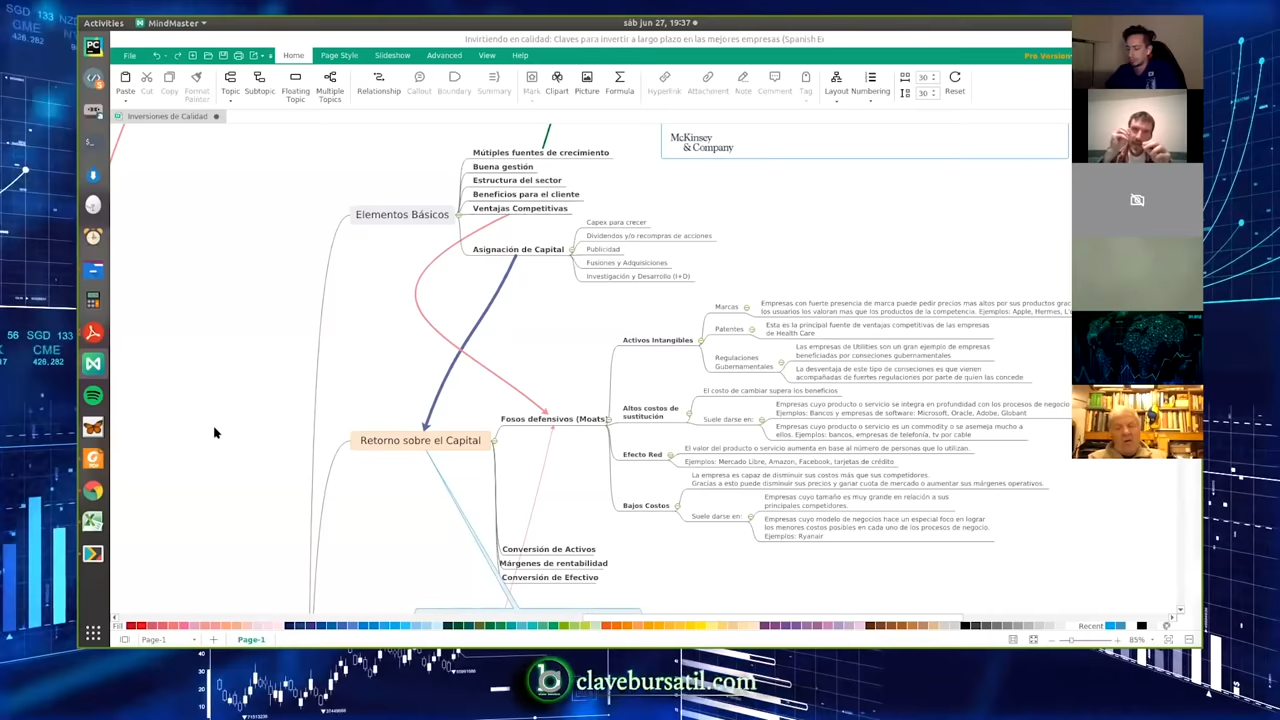 Activities
MindMaster
sáb jun 27, 19:37
Invirtiendo en calidad: Claves para invertir a largo plazo en las mejores empresas (Spanish E
File
Home
Page Style
Slideshow
Advanced
View
Help
Pro Version
Paste
Cut
Copy
Format Painter
Topic
Subtopic
Floating Topic
Multiple Topics
Relationship
Callout
Boundary
Summary
Mark
Clipart
Picture
Formula
Hyperlink
Attachment
Note
Comment
Tag
Layout
Numbering
30
30
Reset
Inversiones de Calidad
McKinsey
& Company
Elementos Básicos
Mútiples fuentes de crecimiento
Buena gestión
Estructura del sector
Beneficios para el cliente
Ventajas Competitivas
Asignación de Capital
Capex para crecer
Dividendos y/o recompras de acciones
Publicidad
Fusiones y Adquisiciones
Investigación y Desarrollo (I+D)
Retorno sobre el Capital
Fosos defensivos (Moats)
Activos Intangibles
Marcas
Empresas con fuerte presencia de marca puede pedir precios mas altos por sus productos grac
los usuarios los valoran mas que los productos de la competencia. Ejemplos: Apple, Hermes, L'o
Patentes
Esta es la principal fuente de ventajas competitivas de las empresas
de Health Care
Regulaciones
Gubernamentales
Las empresas de Utilities son un gran ejemplo de empresas
beneficiadas por conseciones gubernamentales
La desventaja de este tipo de conseciones es que vienen
acompañadas de fuertes regulaciones por parte de quien las concede
Altos costos de
sustitución
El costo de cambiar supera los beneficios
Suele darse en:
Empresas cuyo producto o servicio se integra en profundidad con los procesos de negocio
Ejemplos: Bancos y empresas de software: Microsoft, Oracle, Adobe, Globant
Empresas cuyo producto o servicio es un commodity o se asemeja mucho a
ellos. Ejemplos: bancos, empresas de telefonía, tv por cable
Efecto Red
El valor del producto o servicio aumenta en base al número de personas que lo utilizan.
Ejemplos: Mercado Libre, Amazon, Facebook, tarjetas de crédito
Bajos Costos
La empresa es capaz de disminuir sus costos más que sus competidores.
Gracias a esto puede disminuir sus precios y ganar cuota de mercado o aumentar sus márgenes operativos.
Suele darse en:
Empresas cuyo tamaño es muy grande en relación a sus
principales competidores.
Empresas cuyo modelo de negocios hace un especial foco en lograr
los menores costos posibles en cada uno de los procesos de negocio.
Ejemplos: Ryanair
Conversión de Activos
Márgenes de rentabilidad
Conversión de Efectivo
Fill
Recent
Page-1
Page-1
85%
clavebursatil.com